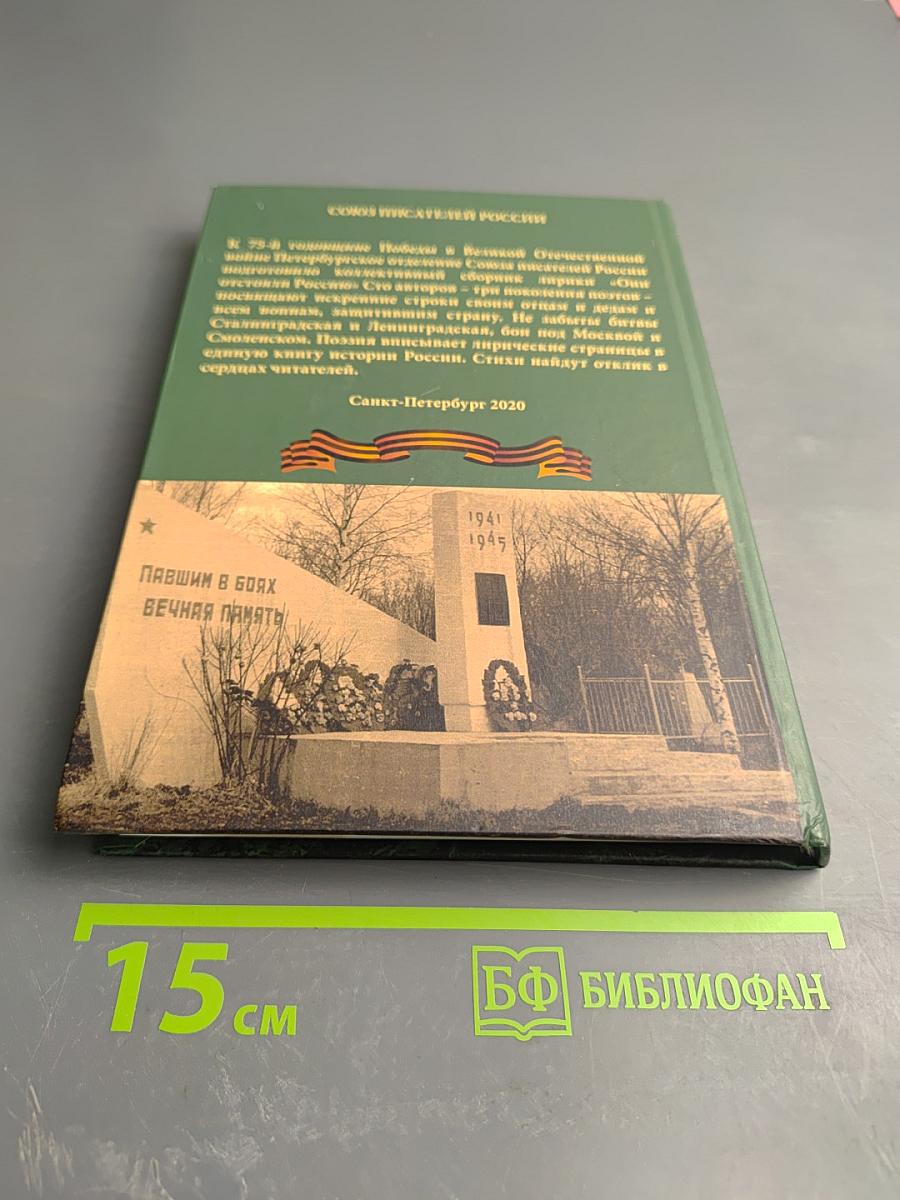 СОЮЗ ПИСАТЕЛЕЙ РОССИИ
К 75-й годовщине Победы в Великой Отечественной
войне Петербургское отделение Союза писателей России
подготовило коллективный сборник лирики «Они
отстояли Россию» Сто авторов – три поколения поэтов –
посвящают искренние строки своим отцам и дедам и
всем воинам, защитившим страну. Не забыты битвы
Сталинградская и Ленинградская, бои под Москвой и
Смоленском. Поэзия вписывает лирические страницы в
единую книгу истории России. Стихи найдут отклик в
сердцах читателей.
Санкт-Петербург 2020
1941
1945
ПАВШИМ В БОЯХ
ВЕЧНАЯ ПАМЯТЬ
15 см
БФ БИБЛИОФАН